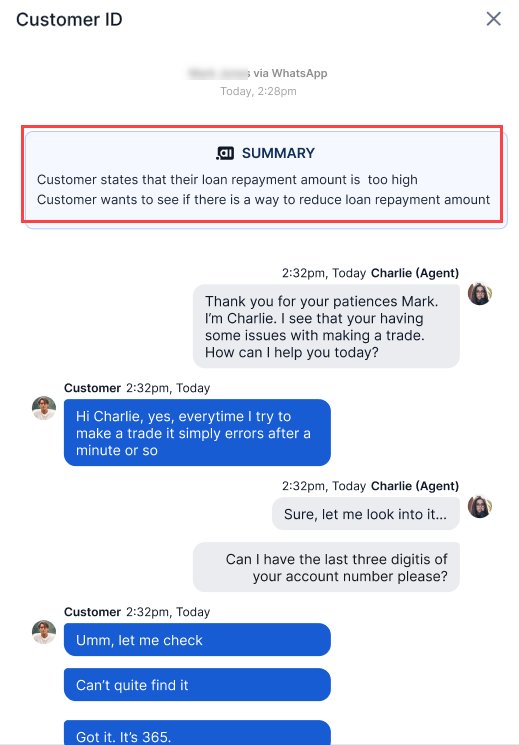 Customer ID
s via WhatsApp
Today, 2:28pm
.ai SUMMARY
Customer states that their loan repayment amount is too high
Customer wants to see if there is a way to reduce loan repayment amount
2:32pm, Today Charlie (Agent)
Thank you for your patiences Mark.
I’m Charlie. I see that your having
some issues with making a trade.
How can I help you today?
Customer 2:32pm, Today
Hi Charlie, yes, everytime I try to
make a trade it simply errors after a
minute or so
2:32pm, Today Charlie (Agent)
Sure, let me look into it...
Can I have the last three digitis of
your account number please?
Customer 2:32pm, Today
Umm, let me check
Can’t quite find it
Got it. It’s 365.